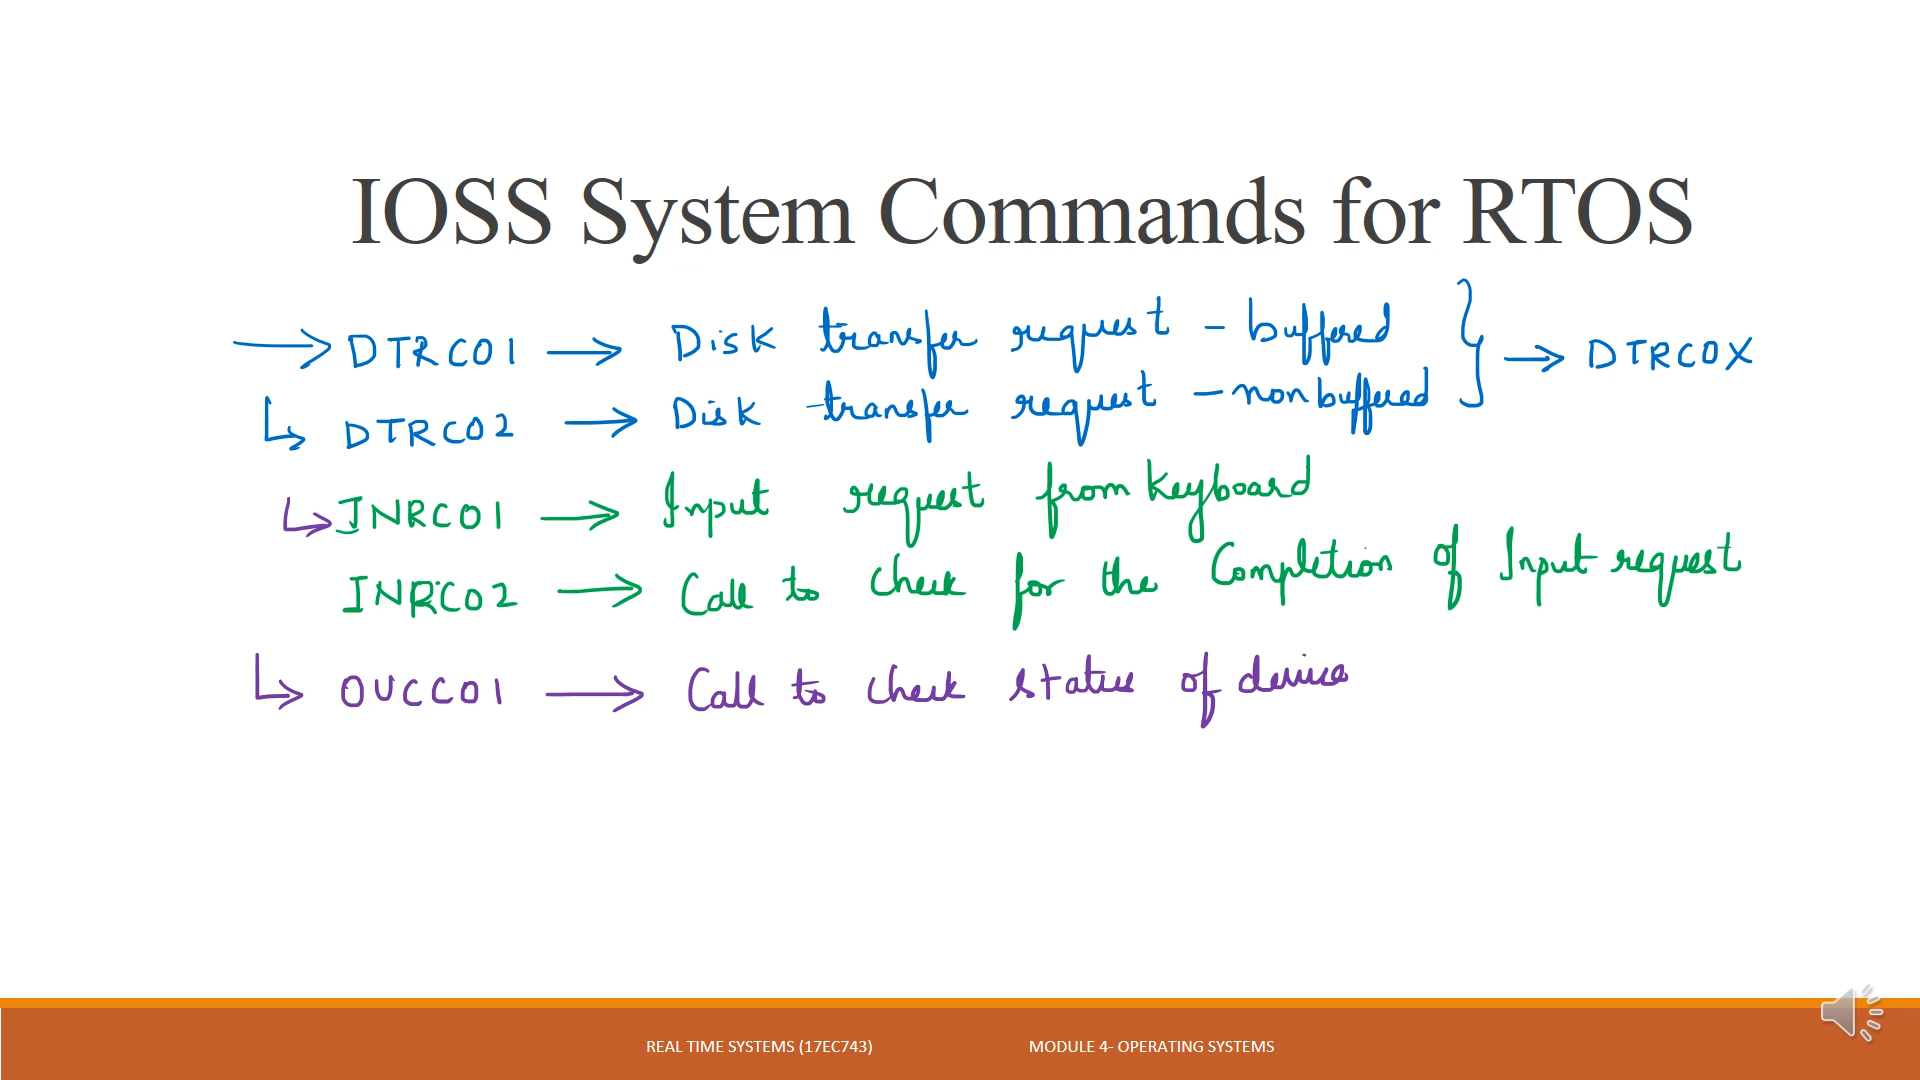 IOSS System Commands for RTOS
→ DTRC01 → Disk transfer request - buffered } → DTRC0X
↳ DTRC02 → Disk transfer request - nonbuffered
↳ INRC01 → Input request from keyboard
INRC02 → Call to check for the Completion of Input request
↳ OUCC01 → Call to check status of device
REAL TIME SYSTEMS (17EC743) MODULE 4- OPERATING SYSTEMS